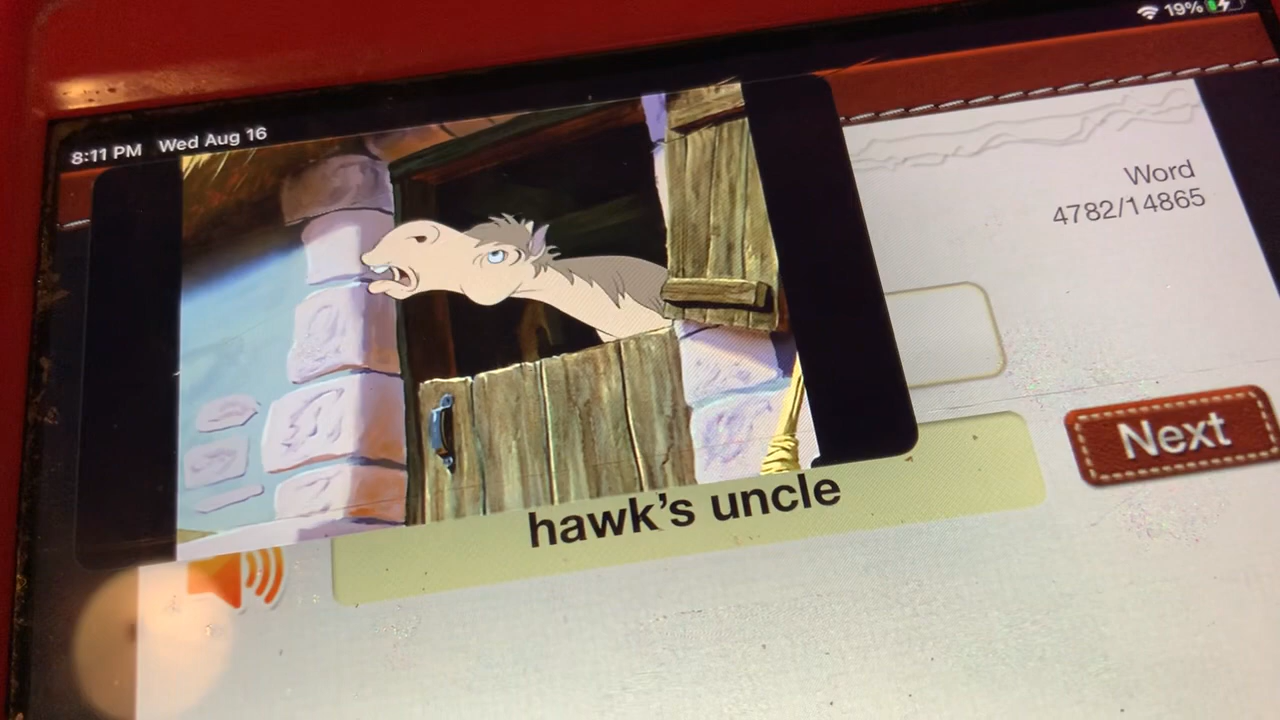 8:11 PM Wed Aug 16
19%
Word
4782/14865
Next
hawk’s uncle